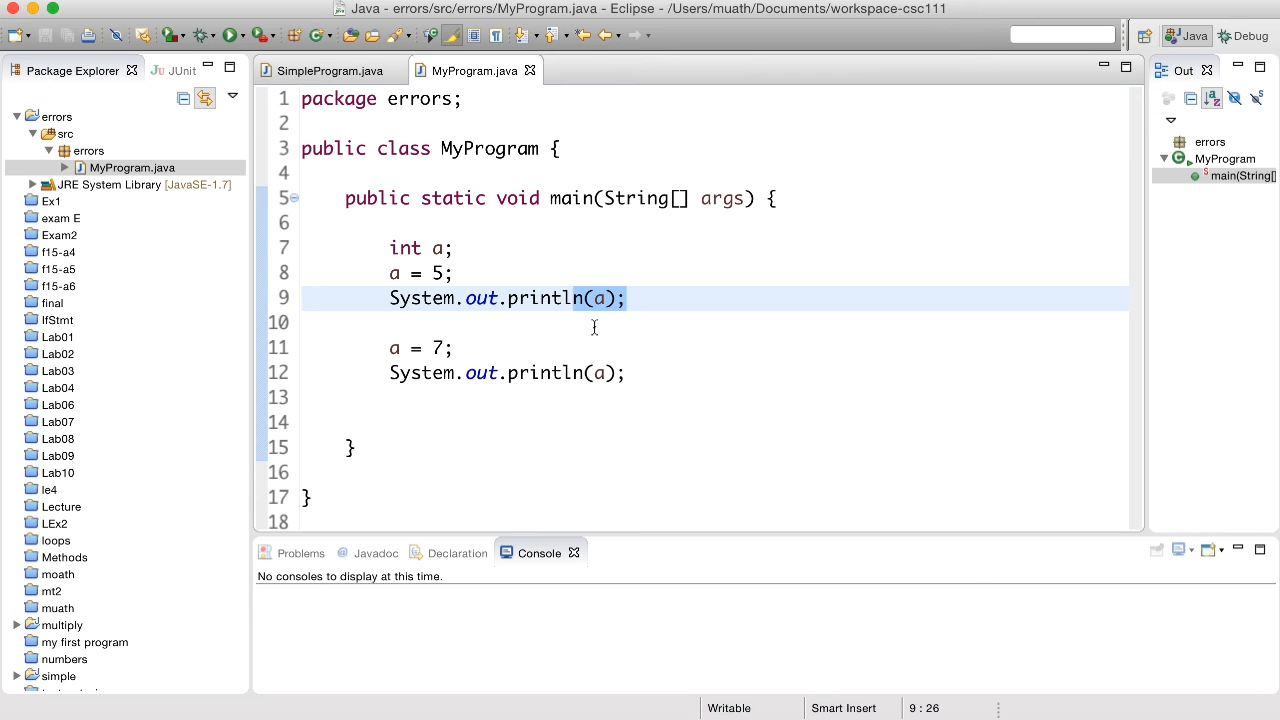 Java - errors/src/errors/MyProgram.java - Eclipse - /Users/muath/Documents/workspace-csc111
Java
Debug
Package Explorer
JUnit
errors
src
errors
MyProgram.java
JRE System Library [JavaSE-1.7]
Ex1
exam E
Exam2
f15-a4
f15-a5
f15-a6
final
IfStmt
Lab01
Lab02
Lab03
Lab04
Lab06
Lab07
Lab08
Lab09
Lab10
le4
Lecture
LEx2
loops
Methods
moath
mt2
muath
multiply
my first program
numbers
simple
SimpleProgram.java
MyProgram.java
1 package errors;
2
3 public class MyProgram {
4
5 public static void main(String[] args) {
6
7 int a;
8 a = 5;
9 System.out.println(a);
10
11 a = 7;
12 System.out.println(a);
13
14
15 }
16
17 }
18
Out
errors
MyProgram
main(String[]
Problems
Javadoc
Declaration
Console
No consoles to display at this time.
Writable
Smart Insert
9 : 26